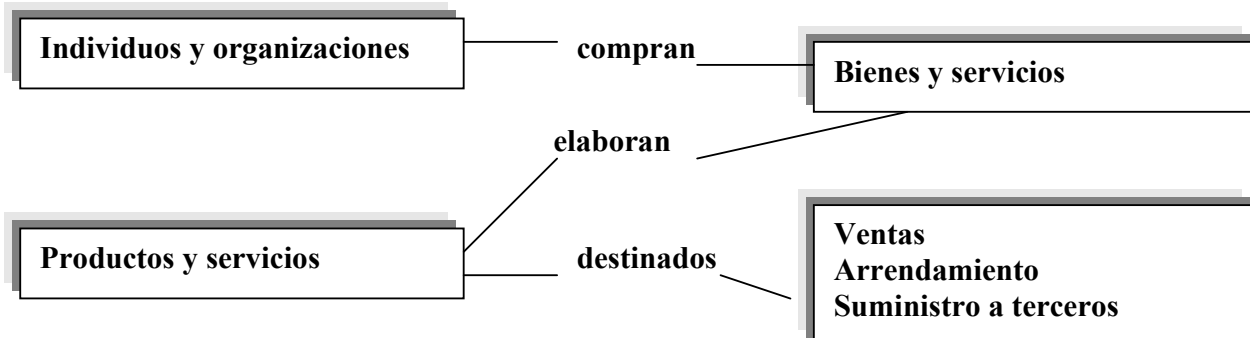 Individuos y organizaciones
compran
Bienes y servicios
elaboran
Productos y servicios
destinados
Ventas
Arrendamiento
Suministro a terceros